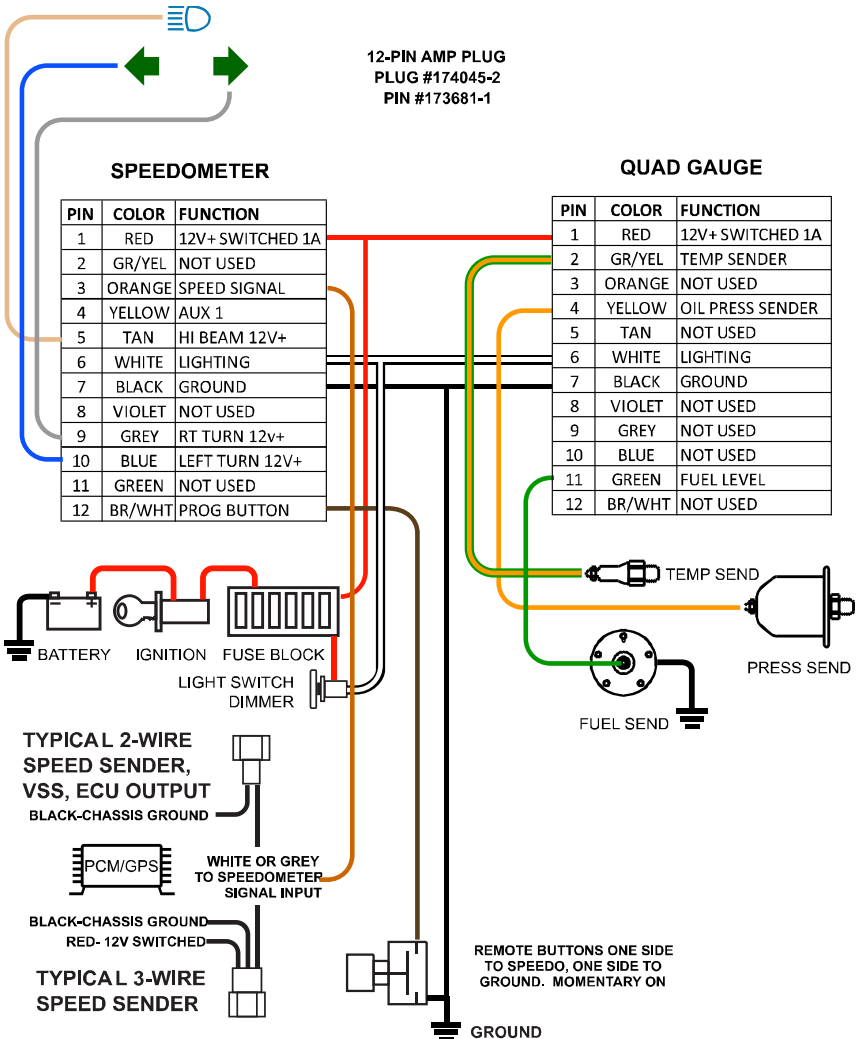 12-PIN AMP PLUG
PLUG #174045-2
PIN #173681-1
SPEEDOMETER
PIN COLOR FUNCTION
1 RED 12V+ SWITCHED 1A
2 GR/YEL NOT USED
3 ORANGE SPEED SIGNAL
4 YELLOW AUX 1
5 TAN HI BEAM 12V+
6 WHITE LIGHTING
7 BLACK GROUND
8 VIOLET NOT USED
9 GREY RT TURN 12v+
10 BLUE LEFT TURN 12V+
11 GREEN NOT USED
12 BR/WHT PROG BUTTON
QUAD GAUGE
PIN COLOR FUNCTION
1 RED 12V+ SWITCHED 1A
2 GR/YEL TEMP SENDER
3 ORANGE NOT USED
4 YELLOW OIL PRESS SENDER
5 TAN NOT USED
6 WHITE LIGHTING
7 BLACK GROUND
8 VIOLET NOT USED
9 GREY NOT USED
10 BLUE NOT USED
11 GREEN FUEL LEVEL
12 BR/WHT NOT USED
BATTERY
IGNITION
FUSE BLOCK
LIGHT SWITCH
DIMMER
TEMP SEND
PRESS SEND
FUEL SEND
TYPICAL 2-WIRE
SPEED SENDER,
VSS, ECU OUTPUT
BLACK-CHASSIS GROUND
PCM/GPS
WHITE OR GREY
TO SPEEDOMETER
SIGNAL INPUT
BLACK-CHASSIS GROUND
RED- 12V SWITCHED
TYPICAL 3-WIRE
SPEED SENDER
REMOTE BUTTONS ONE SIDE
TO SPEEDO, ONE SIDE TO
GROUND. MOMENTARY ON
GROUND